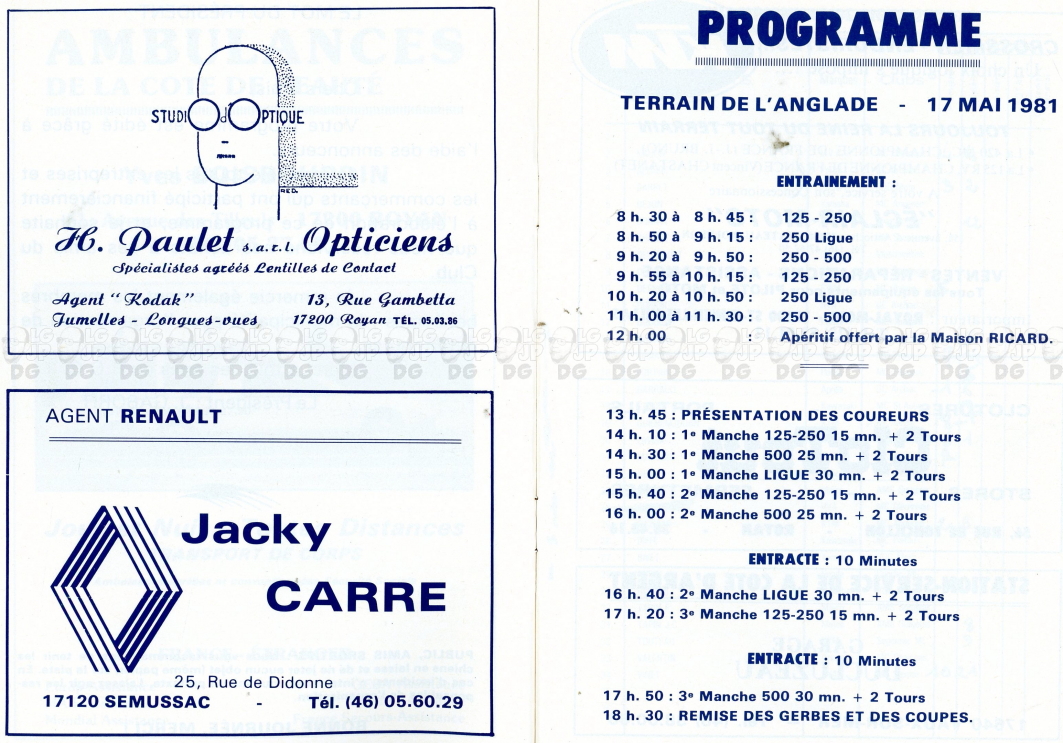 STUDIO d'OPTIQUE
H. Paulet s.a.r.l. Opticiens
Spécialistes agréés Lentilles de Contact
Agent "Kodak" 13, Rue Gambetta
Jumelles - Longues-vues 17200 Royan TÉL. 05.03.86
AGENT RENAULT
Jacky
CARRE
25, Rue de Didonne
17120 SEMUSSAC - Tél. (46) 05.60.29
PROGRAMME
TERRAIN DE L'ANGLADE - 17 MAI 1981
ENTRAINEMENT :
8 h. 30 à 8 h. 45 : 125 - 250
8 h. 50 à 9 h. 15 : 250 Ligue
9 h. 20 à 9 h. 50 : 250 - 500
9 h. 55 à 10 h. 15 : 125 - 250
10 h. 20 à 10 h. 50 : 250 Ligue
11 h. 00 à 11 h. 30 : 250 - 500
12 h. 00 : Apéritif offert par la Maison RICARD.
13 h. 45 : PRÉSENTATION DES COUREURS
14 h. 10 : 1e Manche 125-250 15 mn. + 2 Tours
14 h. 30 : 1e Manche 500 25 mn. + 2 Tours
15 h. 00 : 1e Manche LIGUE 30 mn. + 2 Tours
15 h. 40 : 2e Manche 125-250 15 mn. + 2 Tours
16 h. 00 : 2e Manche 500 25 mn. + 2 Tours
ENTRACTE : 10 Minutes
16 h. 40 : 2e Manche LIGUE 30 mn. + 2 Tours
17 h. 20 : 3e Manche 125-250 15 mn. + 2 Tours
ENTRACTE : 10 Minutes
17 h. 50 : 3e Manche 500 30 mn. + 2 Tours
18 h. 30 : REMISE DES GERBES ET DES COUPES.